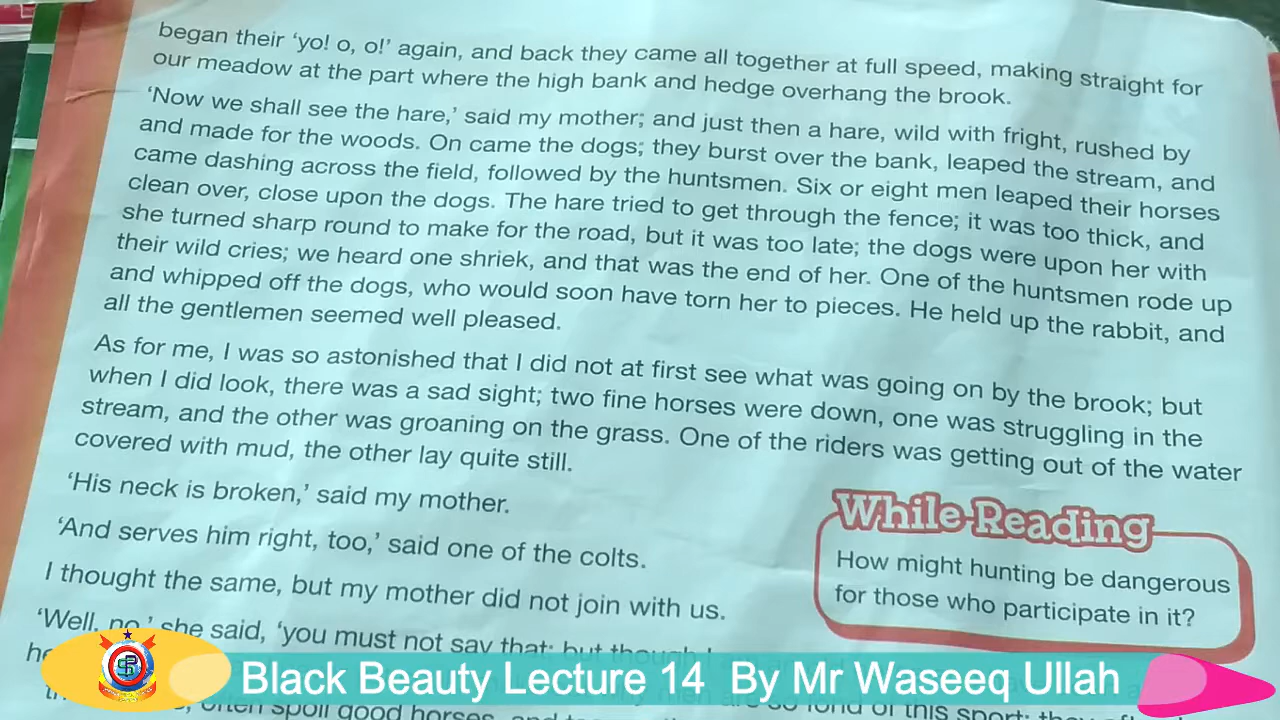 began their ‘yo! o, o!’ again, and back they came all together at full speed, making straight for
our meadow at the part where the high bank and hedge overhang the brook.
‘Now we shall see the hare,’ said my mother; and just then a hare, wild with fright, rushed by
and made for the woods. On came the dogs; they burst over the bank, leaped the stream, and
came dashing across the field, followed by the huntsmen. Six or eight men leaped their horses
clean over, close upon the dogs. The hare tried to get through the fence; it was too thick, and
she turned sharp round to make for the road, but it was too late; the dogs were upon her with
their wild cries; we heard one shriek, and that was the end of her. One of the huntsmen rode up
and whipped off the dogs, who would soon have torn her to pieces. He held up the rabbit, and
all the gentlemen seemed well pleased.
As for me, I was so astonished that I did not at first see what was going on by the brook; but
when I did look, there was a sad sight; two fine horses were down, one was struggling in the
stream, and the other was groaning on the grass. One of the riders was getting out of the water
covered with mud, the other lay quite still.
‘His neck is broken,’ said my mother.
‘And serves him right, too,’ said one of the colts.
I thought the same, but my mother did not join with us.
While Reading
How might hunting be dangerous
for those who participate in it?
‘Well, no,’ she said, ‘you must not say that; but though I
often spoil good horses, and
fond of this sport; they
Black Beauty Lecture 14 By Mr Waseeq Ullah